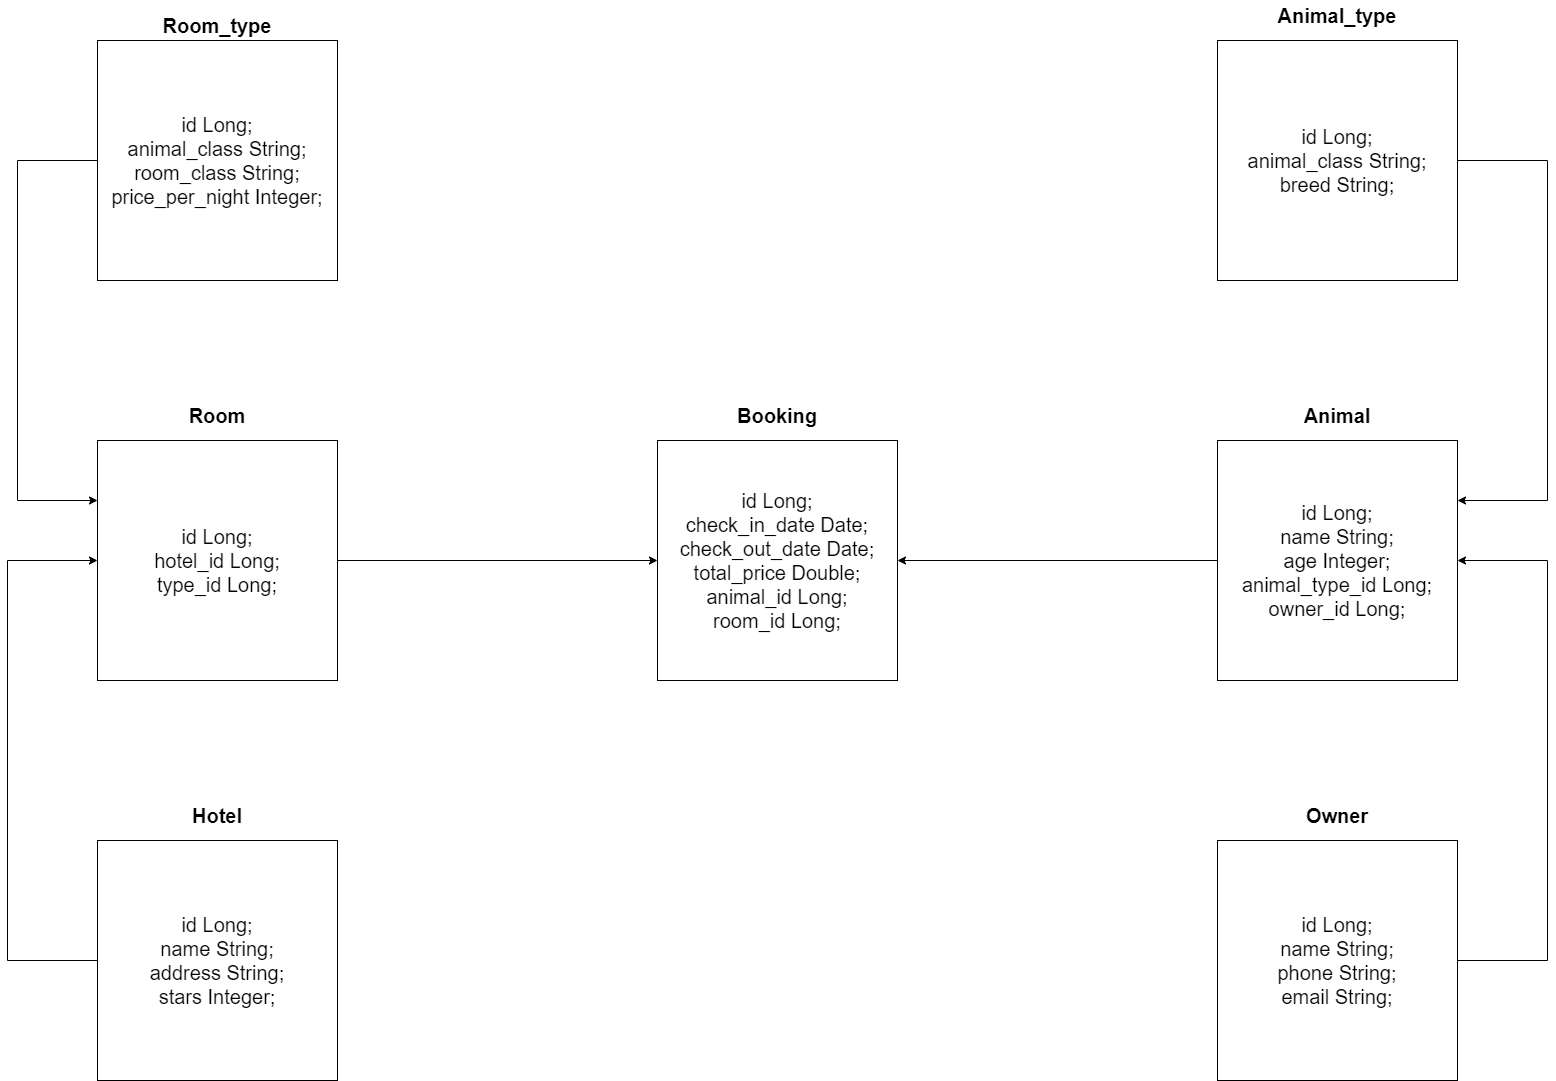 Room_type
id Long;
animal_class String;
room_class String;
price_per_night Integer;
Animal_type
id Long;
animal_class String;
breed String;
Room
id Long;
hotel_id Long;
type_id Long;
Booking
id Long;
check_in_date Date;
check_out_date Date;
total_price Double;
animal_id Long;
room_id Long;
Animal
id Long;
name String;
age Integer;
animal_type_id Long;
owner_id Long;
Hotel
id Long;
name String;
address String;
stars Integer;
Owner
id Long;
name String;
phone String;
email String;